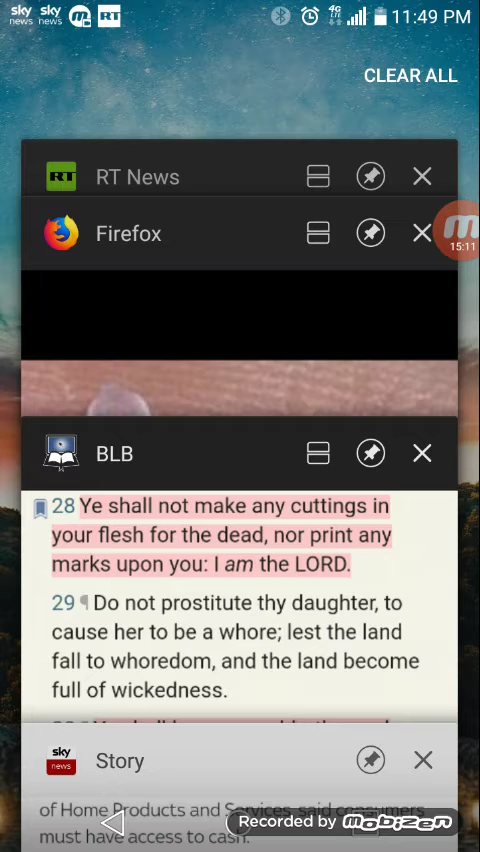 sky news sky news RT 4G LTE 11:49 PM
CLEAR ALL
RT RT News
Firefox
15:11
BLB
28 Ye shall not make any cuttings in
your flesh for the dead, nor print any
marks upon you: I am the LORD.
29 ¶ Do not prostitute thy daughter, to
cause her to be a whore; lest the land
fall to whoredom, and the land become
full of wickedness.
sky news Story
of Home Products and Services, said consumers
must have access to cash.
Recorded by mobizen